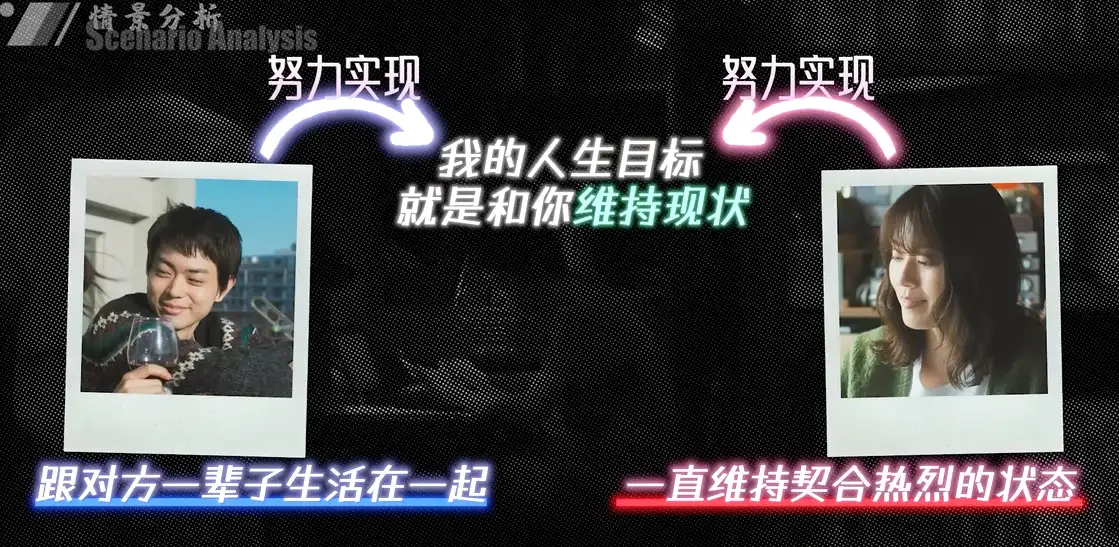 情景分析
Scenario Analysis
努力实现
努力实现
我的人生目标
就是和你维持现状
跟对方一辈子生活在一起
一直维持契合热烈的状态